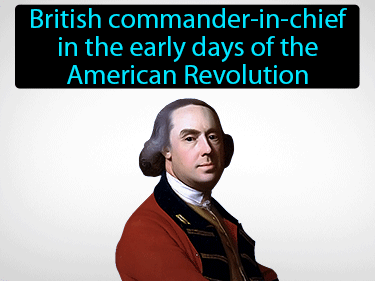 British commander-in-chief
in the early days of the
American Revolution